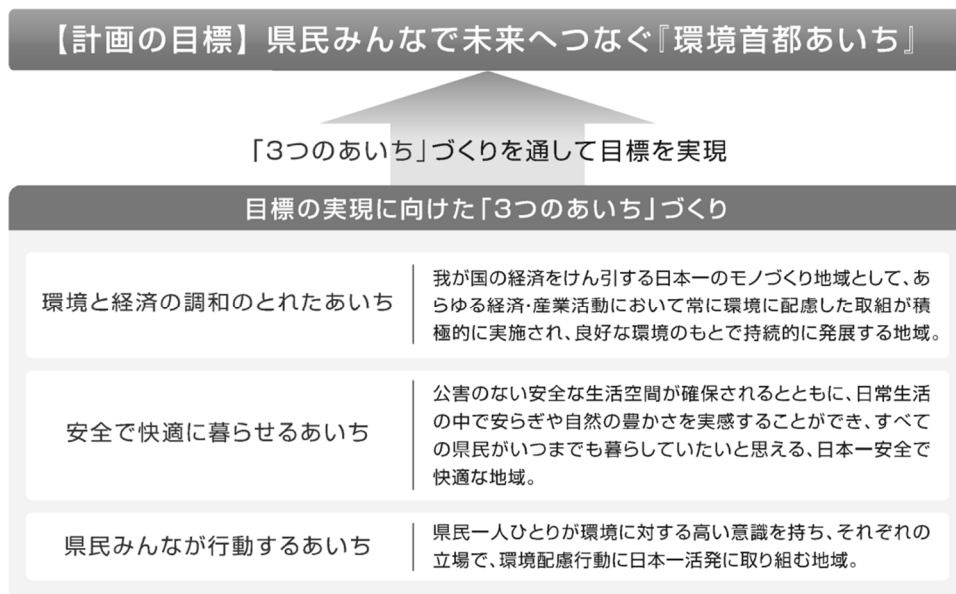 【計画の目標】県民みんなで未来へつなぐ『環境首都あいち』
「3つのあいち」づくりを通して目標を実現
目標の実現に向けた「3つのあいち」づくり
環境と経済の調和のとれたあいち
我が国の経済をけん引する日本一のモノづくり地域として、あ
らゆる経済・産業活動において常に環境に配慮した取組が積
極的に実施され、良好な環境のもとで持続的に発展する地域。
安全で快適に暮らせるあいち
公害のない安全な生活空間が確保されるとともに、日常生活
の中で安らぎや自然の豊かさを実感することができ、すべて
の県民がいつまでも暮らしていたいと思える、日本一安全で
快適な地域。
県民みんなが行動するあいち
県民一人ひとりが環境に対する高い意識を持ち、それぞれの
立場で、環境配慮行動に日本一活発に取り組む地域。